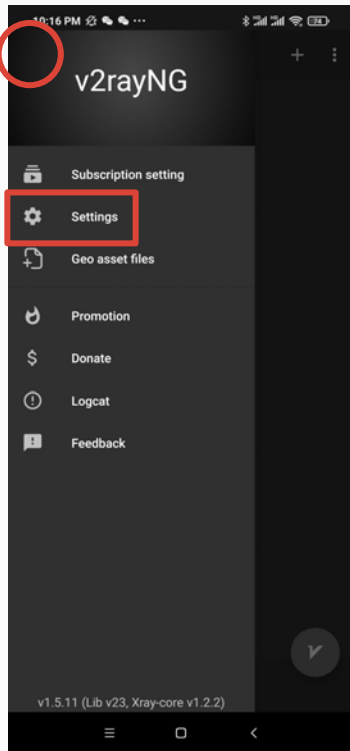 10:16 PM ...
74
v2rayNG
Subscription setting
Settings
Geo asset files
Promotion
$ Donate
Logcat
Feedback
V
v1.5.11 (Lib v23, Xray-core v1.2.2)